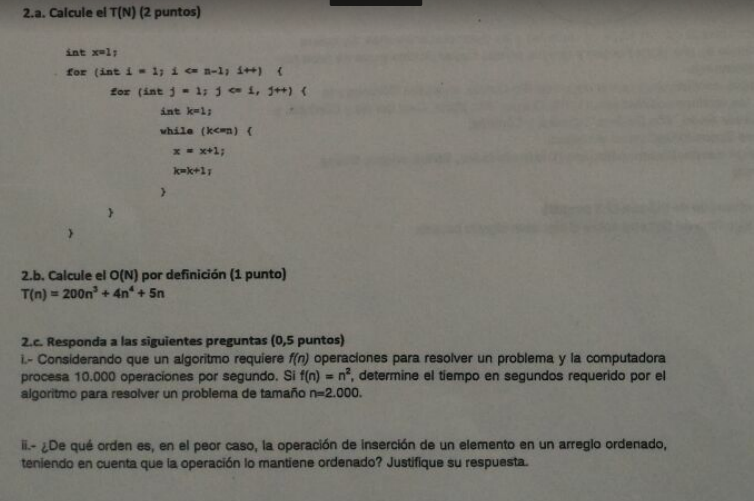 2.a. Calcule el T(N) (2 puntos)
int x=1;
for (int i = 1; i <= n-1; i++) {
for (int j = 1; j <= i, j++) {
int k=1;
while (k<=n) {
x = x+1;
k=k+1;
}
}
}
2.b. Calcule el O(N) por definición (1 punto)
T(n) = 200n³ + 4n⁴ + 5n
2.c. Responda a las siguientes preguntas (0,5 puntos)
i.- Considerando que un algoritmo requiere f(n) operaciones para resolver un problema y la computadora
procesa 10.000 operaciones por segundo. Si f(n) = n², determine el tiempo en segundos requerido por el
algoritmo para resolver un problema de tamaño n=2.000.
ii.- ¿De qué orden es, en el peor caso, la operación de inserción de un elemento en un arreglo ordenado,
teniendo en cuenta que la operación lo mantiene ordenado? Justifique su respuesta.